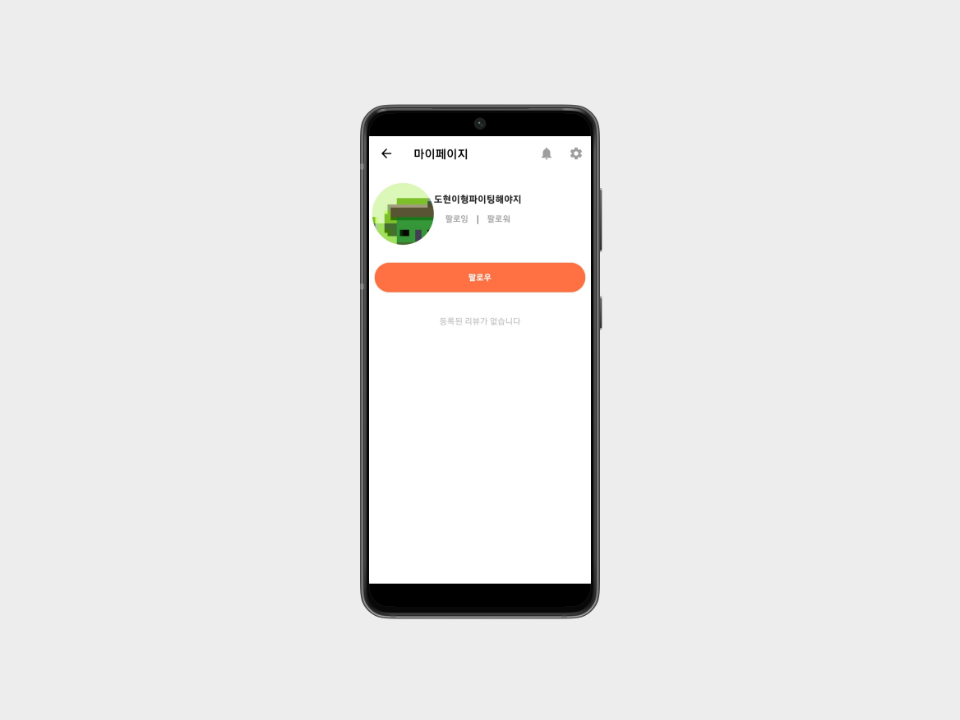 마이페이지
도현이형파이팅해야지
팔로잉 | 팔로워
팔로우
등록된 리뷰가 없습니다